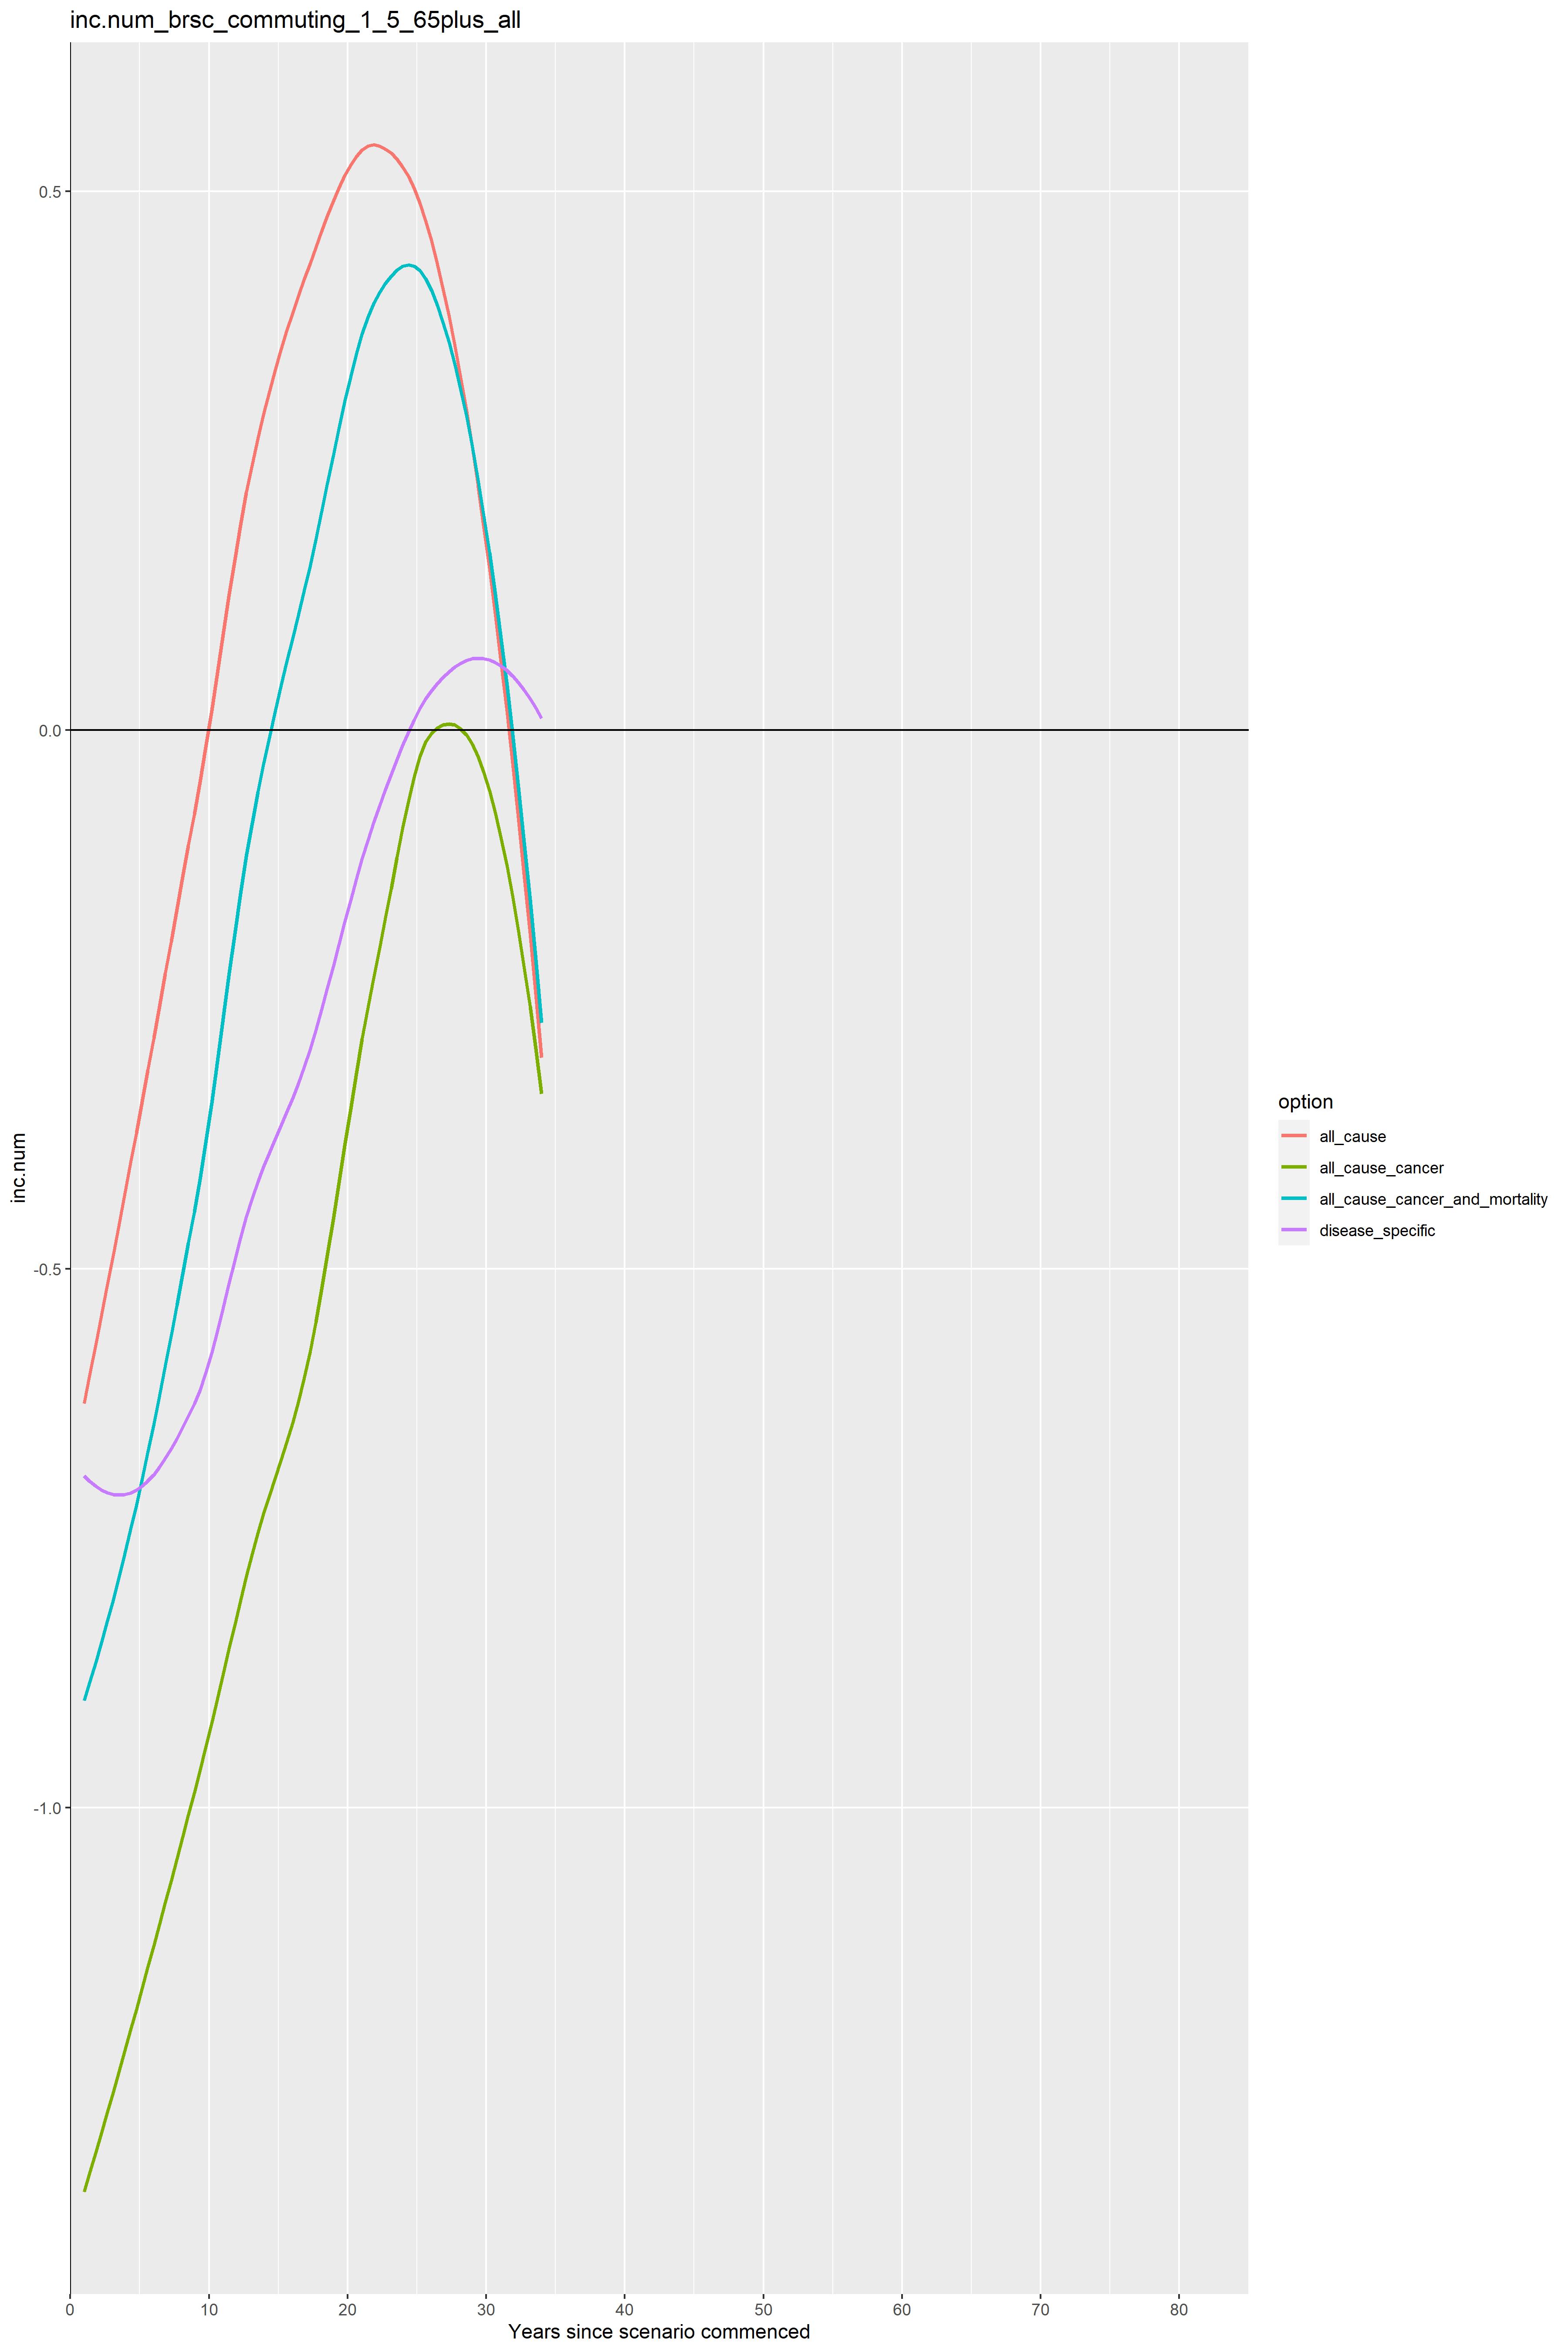 inc.num_brsc_commuting_1_5_65plus_all
0.5
0.0
-0.5
-1.0
inc.num
0 10 20 30 40 50 60 70 80
Years since scenario commenced
option
all_cause
all_cause_cancer
all_cause_cancer_and_mortality
disease_specific